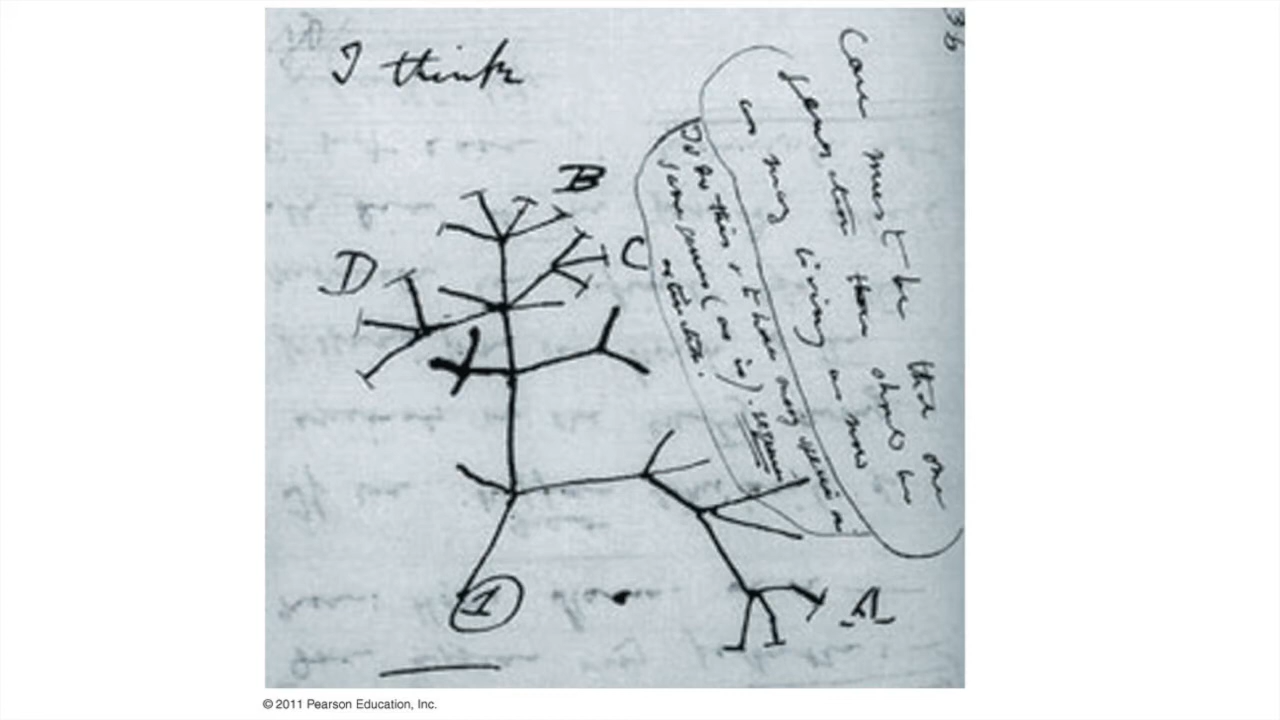 36
I think
Case must be that one
generation then should be
as many living as now
To do this & to have many species in
same genus (as is). requires
extinction.
B
C
D
A
1
© 2011 Pearson Education, Inc.